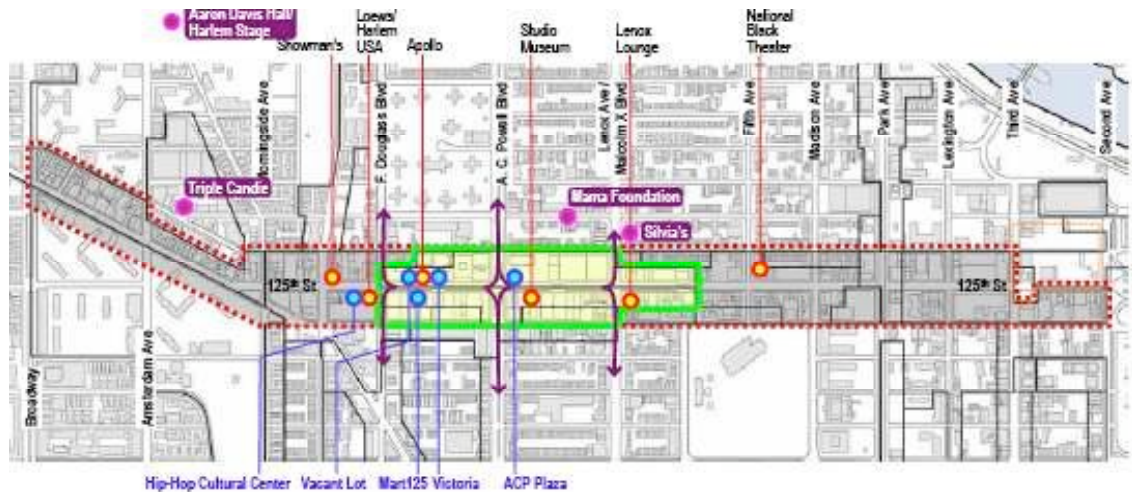 Aaron Davis Hall/
Harlem Stage
Showman's
Loews/
Harlem
USA
Apollo
Studio
Museum
Lenox
Lounge
National
Black
Theater
Morningside Ave
F. Douglass Blvd
A. C. Powell Blvd
Lenox Ave /
Malcolm X Blvd
Fifth Ave
Madison Ave
Park Ave
Lexington Ave
Third Ave
Second Ave
Triple Candie
Mama Foundation
Silvia's
125th St
125th St
Broadway
Amsterdam Ave
Hip-Hop Cultural Center
Vacant Lot
Mart125
Victoria
ACP Plaza